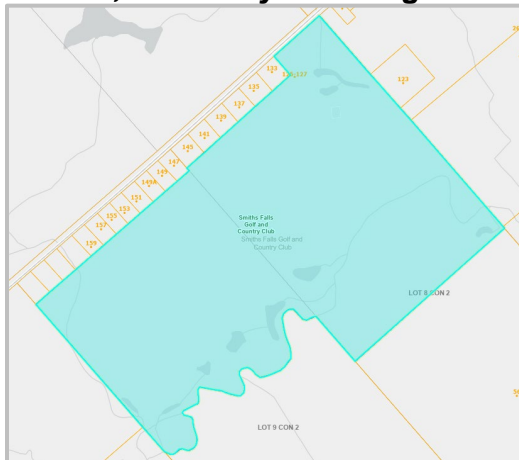 133
137
123
135
137
139
141
145
147
149
149A
151
153
155
157
159
Smiths Falls
Golf and
Country Club
Smiths Falls Golf and
Country Club
LOT 8 CON 2
LOT 9 CON 2